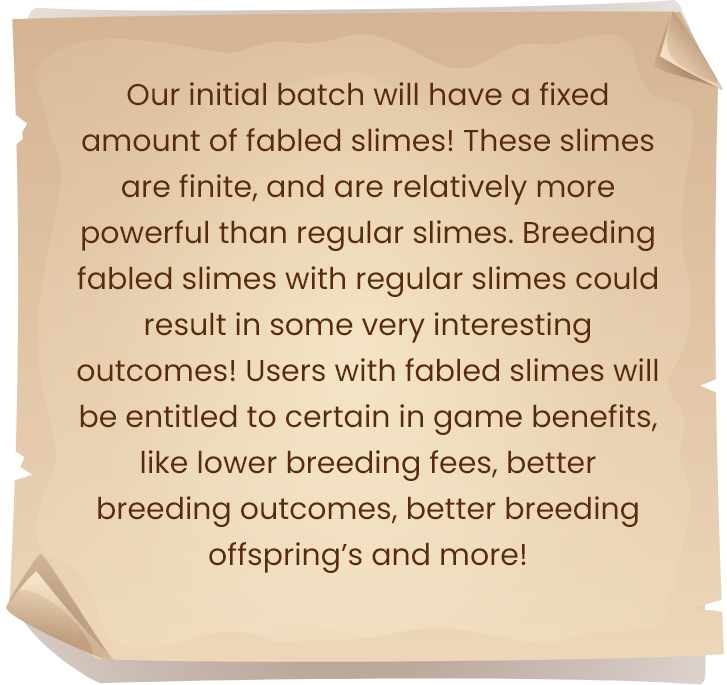 Our initial batch will have a fixed
amount of fabled slimes! These slimes
are finite, and are relatively more
powerful than regular slimes. Breeding
fabled slimes with regular slimes could
result in some very interesting
outcomes! Users with fabled slimes will
be entitled to certain in game benefits,
like lower breeding fees, better
breeding outcomes, better breeding
offspring’s and more!